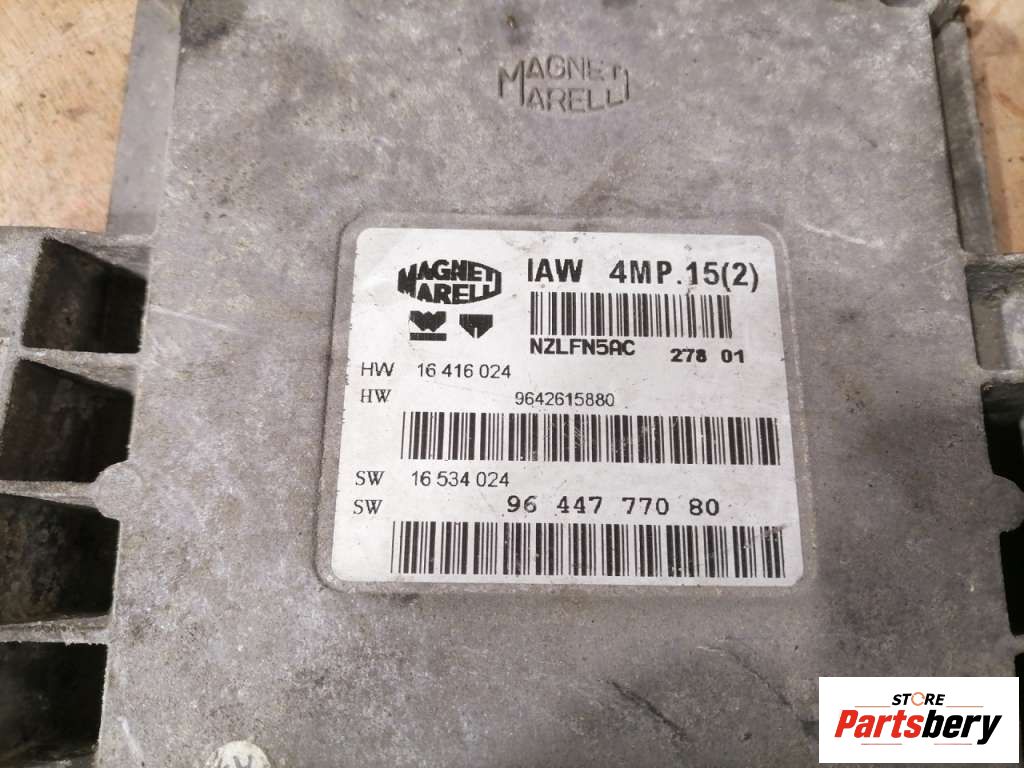 MAGNETI
MARELLI
MAGNETI
MARELLI
IAW 4MP.15(2)
NZLFN5AC 278 01
HW 16 416 024
HW 9642615880
SW 16 534 024
SW 96 447 770 80
STORE
Partsbery